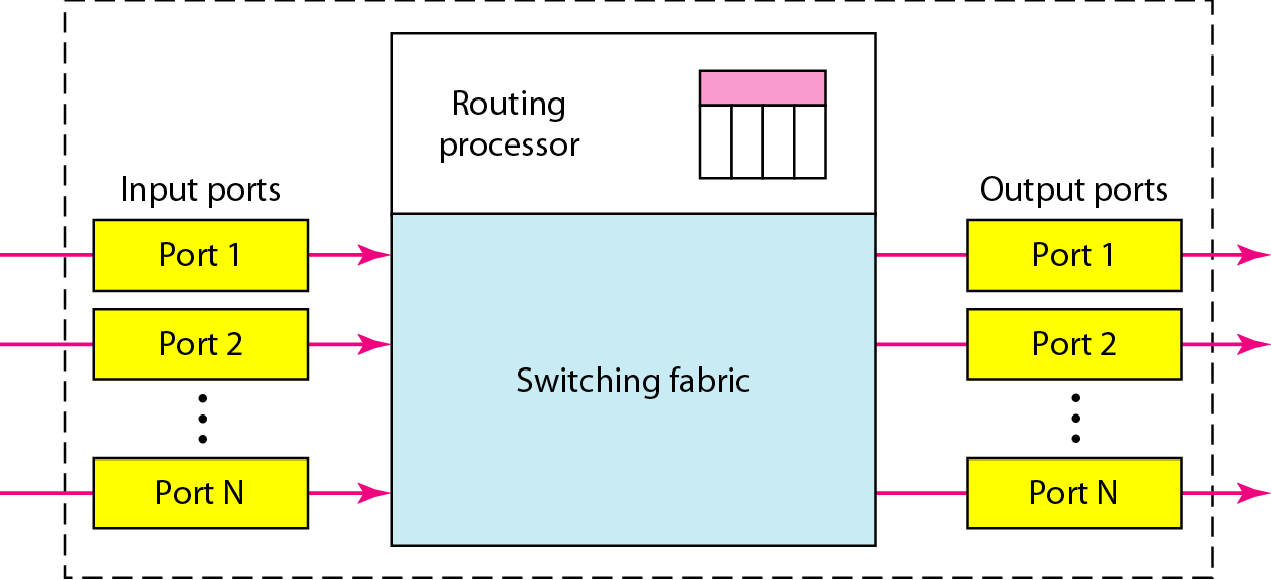 Routing
processor
Input ports
Output ports
Port 1
Port 1
Port 2
Port 2
Switching fabric
Port N
Port N